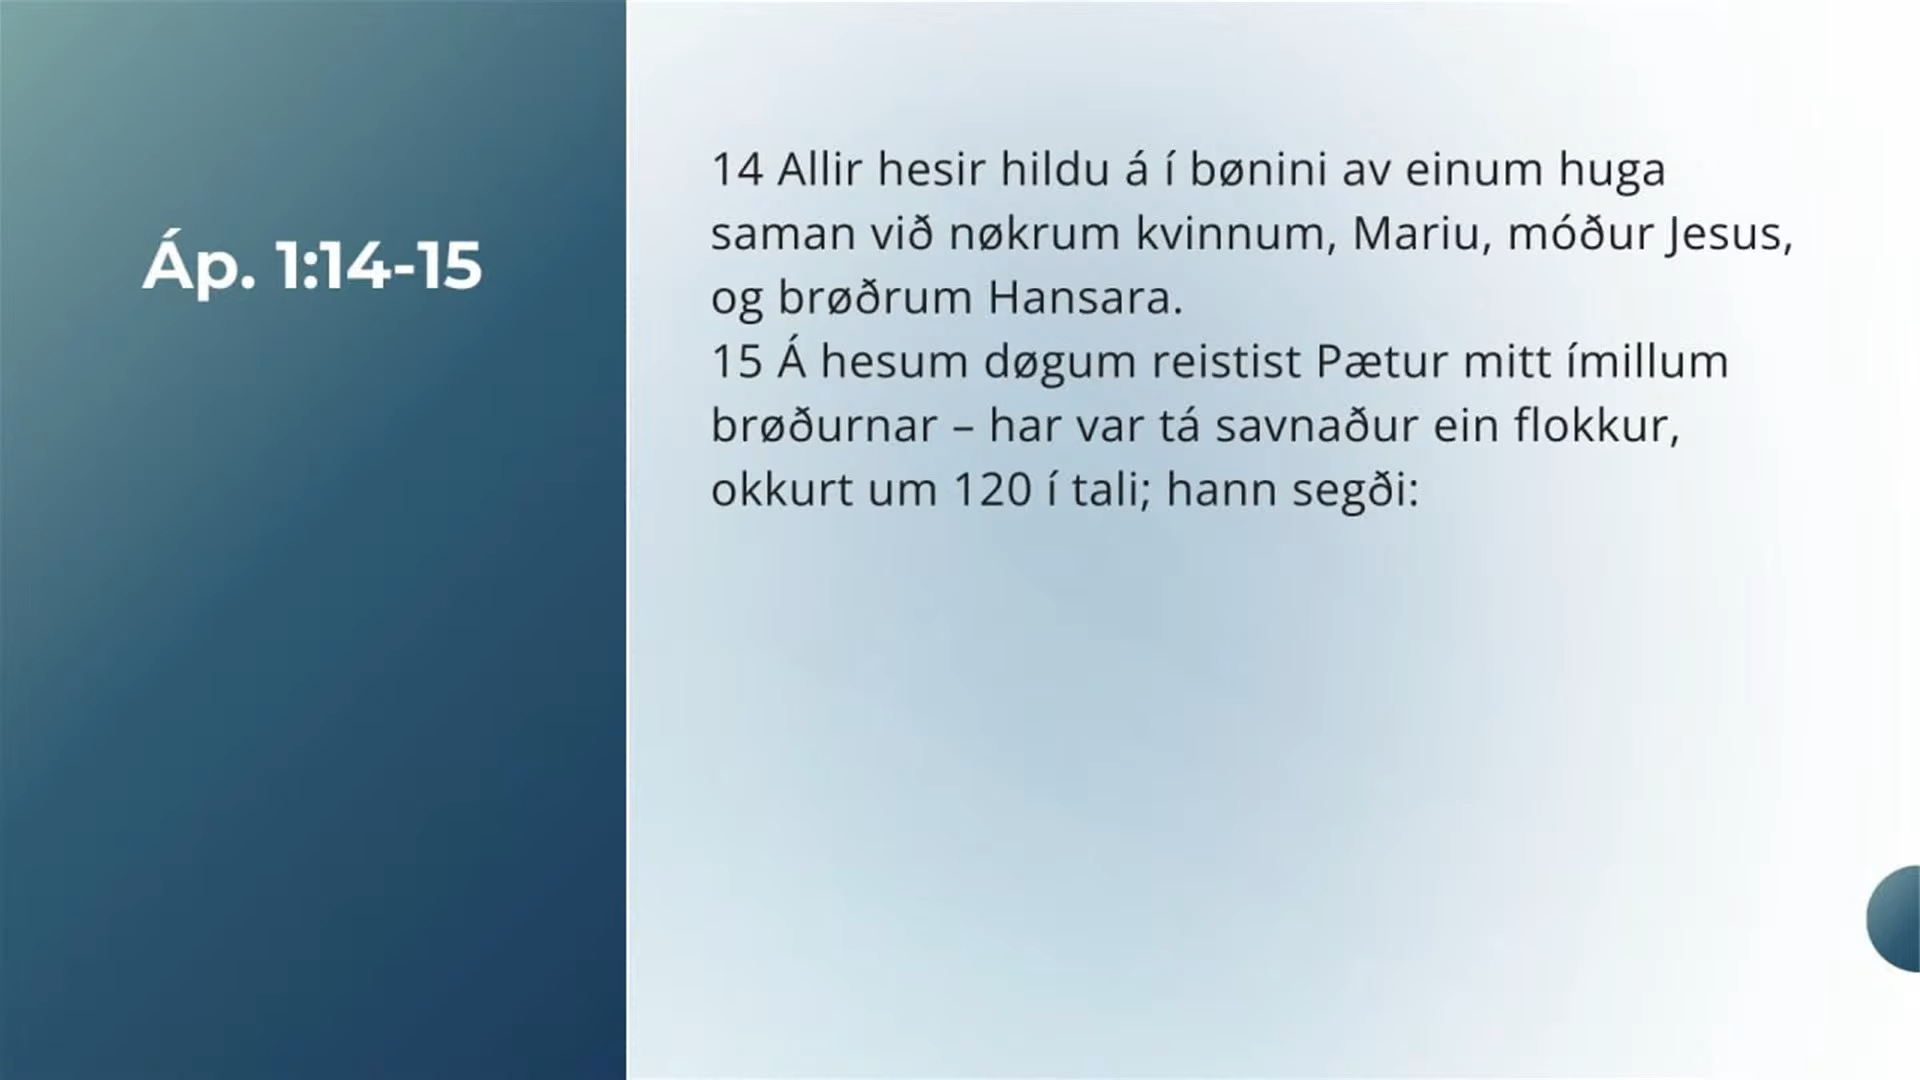 Áp. 1:14-15
14 Allir hesir hildu á í bønini av einum huga
saman við nøkrum kvinnum, Mariu, móður Jesus,
og brøðrum Hansara.
15 Á hesum døgum reistist Pætur mitt ímillum
brøðurnar – har var tá savnaður ein flokkur,
okkurt um 120 í tali; hann segði: